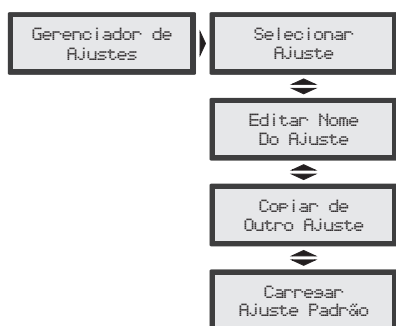 Gerenciador de
Ajustes
Selecionar
Ajuste
Editar Nome
Do Ajuste
Copiar de
Outro Ajuste
Carregar
Ajuste Padrão